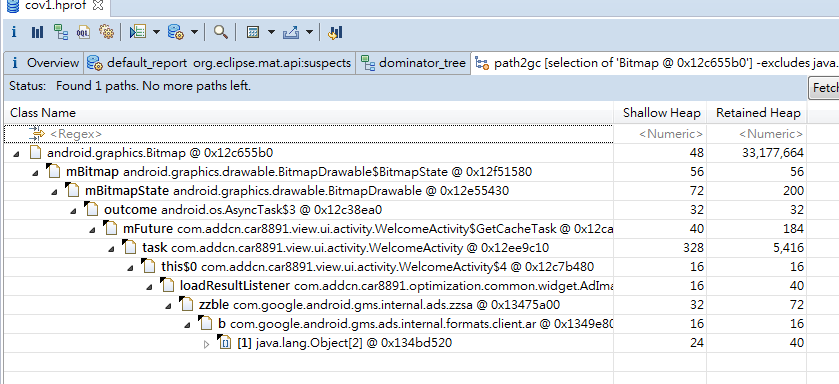 cov1.hprof
SQL
i Overview default_report org.eclipse.mat.api:suspects dominator_tree path2gc [selection of 'Bitmap @ 0x12c655b0'] -excludes java.
Status: Found 1 paths. No more paths left. Fetch
Class Name Shallow Heap Retained Heap
<Regex> <Numeric> <Numeric>
android.graphics.Bitmap @ 0x12c655b0 48 33,177,664
mBitmap android.graphics.drawable.BitmapDrawable$BitmapState @ 0x12f51580 56 56
mBitmapState android.graphics.drawable.BitmapDrawable @ 0x12e55430 72 200
outcome android.os.AsyncTask$3 @ 0x12c38ea0 32 32
mFuture com.addcn.car8891.view.ui.activity.WelcomeActivity$GetCacheTask @ 0x12ca 40 184
task com.addcn.car8891.view.ui.activity.WelcomeActivity @ 0x12ee9c10 328 5,416
this$0 com.addcn.car8891.view.ui.activity.WelcomeActivity$4 @ 0x12c7b480 16 16
loadResultListener com.addcn.car8891.optimization.common.widget.AdIma 16 40
zzble com.google.android.gms.internal.ads.zzsa @ 0x13475a00 32 72
b com.google.android.gms.ads.internal.formats.client.ar @ 0x1349e80 16 16
[1] java.lang.Object[2] @ 0x134bd520 24 40